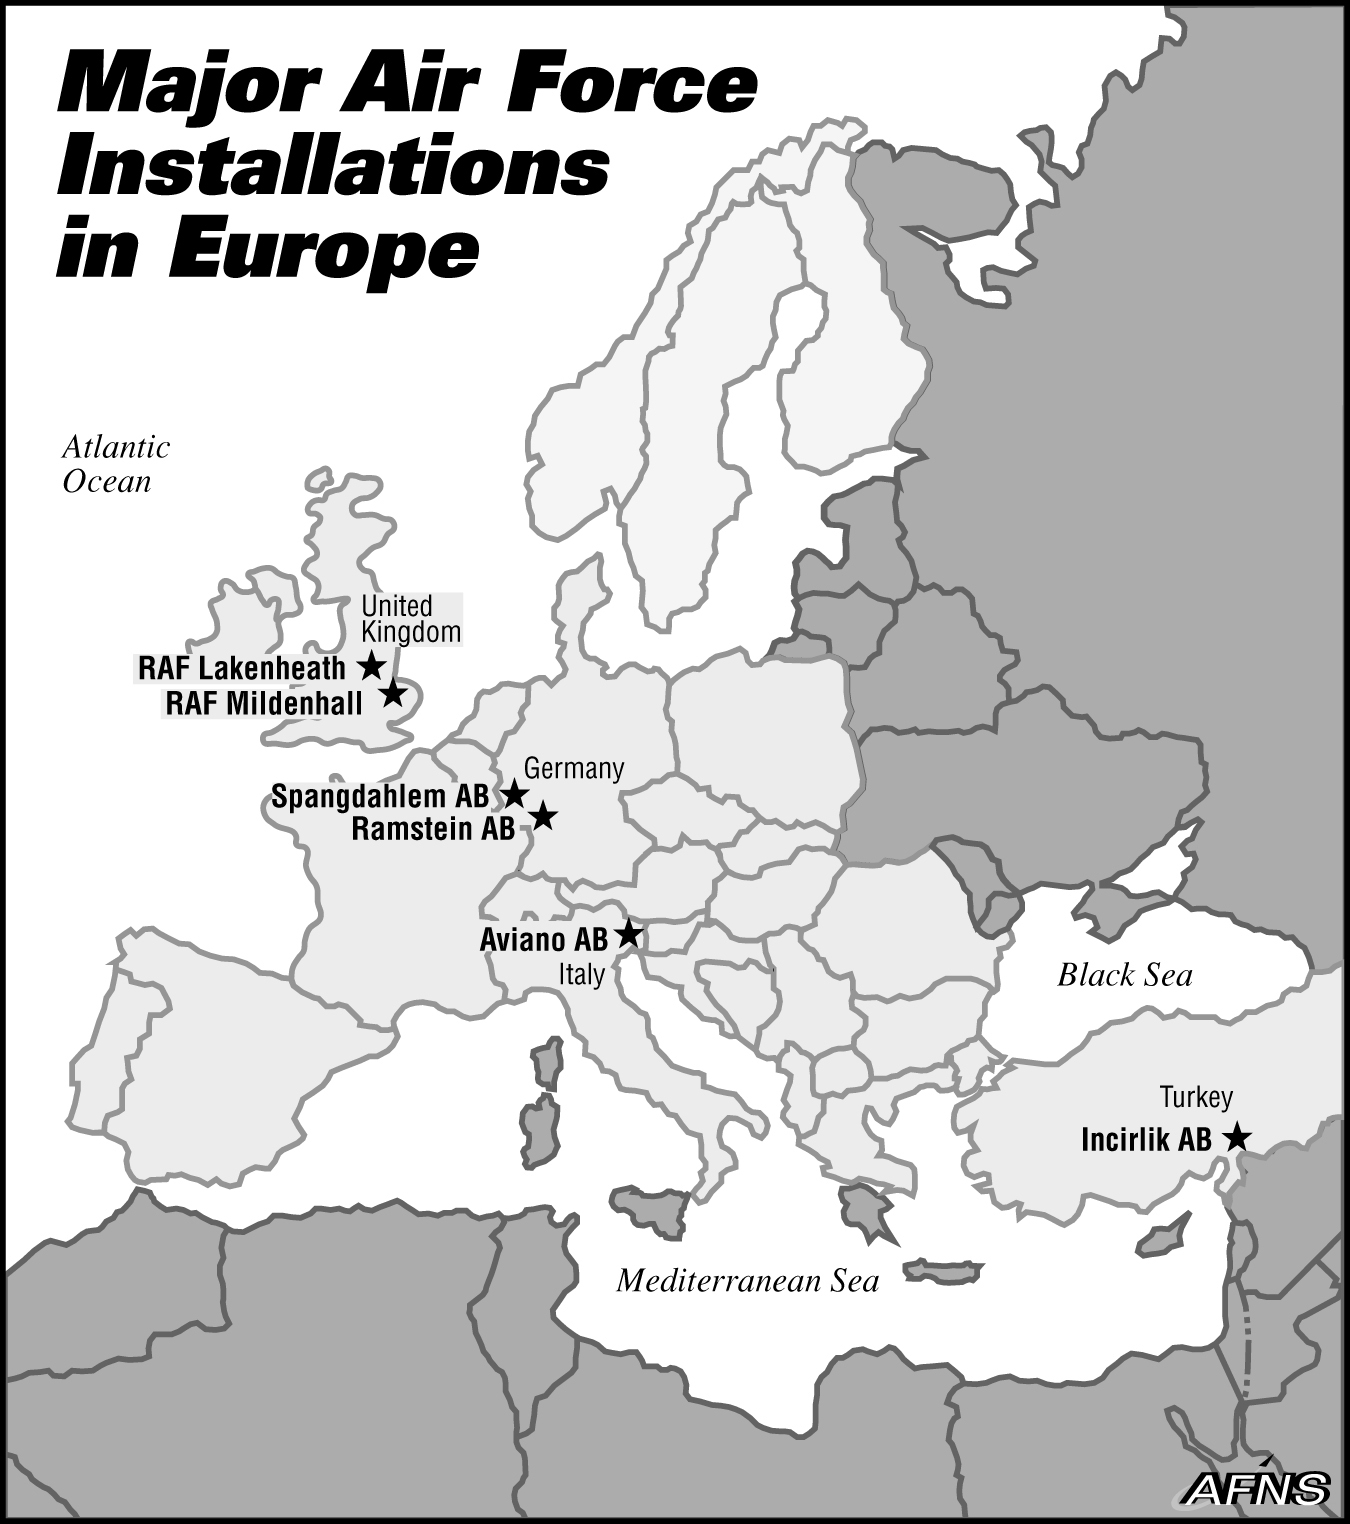 Major Air Force
Installations
in Europe
Atlantic
Ocean
United
Kingdom
RAF Lakenheath
RAF Mildenhall
Germany
Spangdahlem AB
Ramstein AB
Aviano AB
Italy
Black Sea
Turkey
Incirlik AB
Mediterranean Sea
AFNS